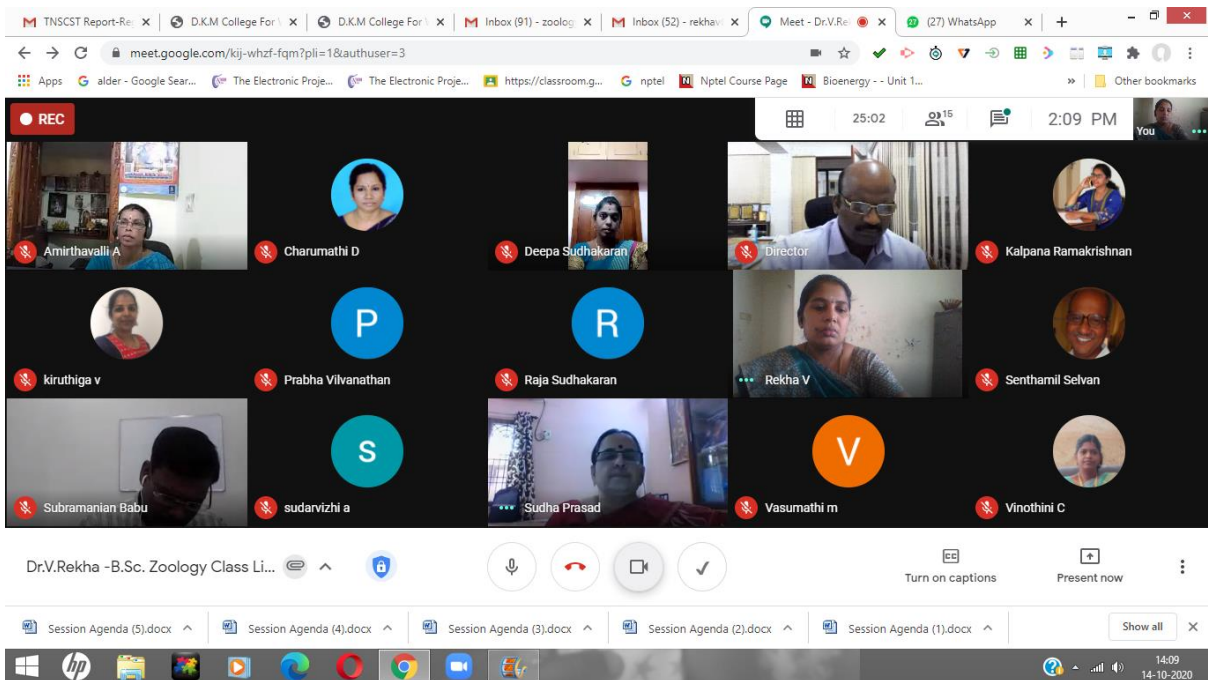 TNSCST Report-Re
D.K.M College For
D.K.M College For
Inbox (91) - zoolog
Inbox (52) - rekhav
Meet - Dr.V.Re
(27) WhatsApp
meet.google.com/kij-whzf-fqm?pli=1&authuser=3
Apps
alder - Google Sear...
The Electronic Proje...
The Electronic Proje...
https://classroom.g...
nptel
Nptel Course Page
Bioenergy - - Unit 1...
»
Other bookmarks
REC
25:02
15
2:09 PM
You
Amirthavalli A
Charumathi D
Deepa Sudhakaran
Director
Kalpana Ramakrishnan
kiruthiga v
P
Prabha Vilvanathan
R
Raja Sudhakaran
Rekha V
Senthamil Selvan
Subramanian Babu
s
sudarvizhi a
Sudha Prasad
V
Vasumathi m
Vinothini C
Dr.V.Rekha -B.Sc. Zoology Class Li...
Turn on captions
Present now
Session Agenda (5).docx
Session Agenda (4).docx
Session Agenda (3).docx
Session Agenda (2).docx
Session Agenda (1).docx
Show all
hp
14:09
14-10-2020